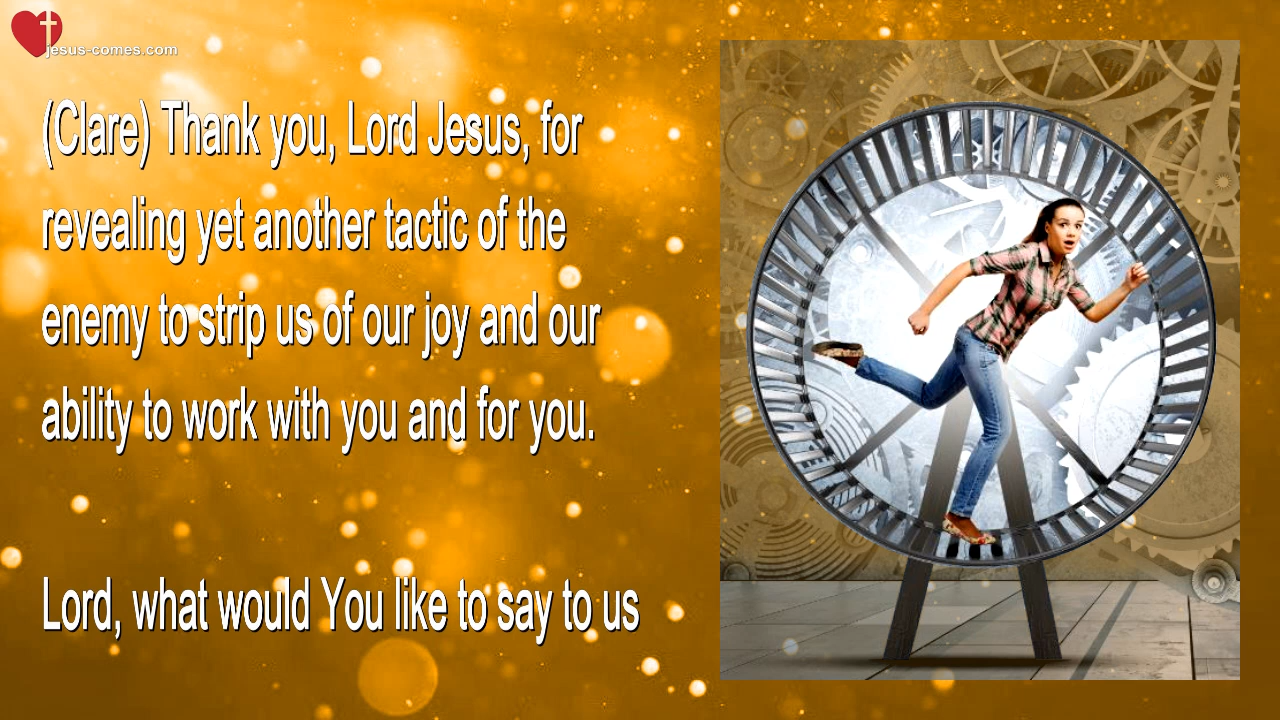 jesus-comes.com
(Clare) Thank you, Lord Jesus, for
revealing yet another tactic of the
enemy to strip us of our joy and our
ability to work with you and for you.
Lord, what would You like to say to us